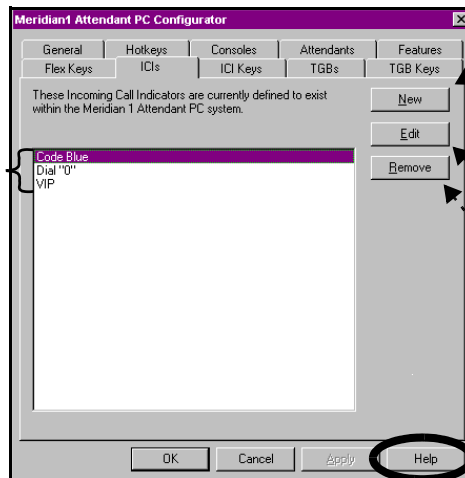 Meridian1 Attendant PC Configurator
General Hotkeys Consoles Attendants Features
Flex Keys ICIs ICI Keys TGBs TGB Keys
These Incoming Call Indicators are currently defined to exist
within the Meridian 1 Attendant PC system.
New
Edit
Remove
Code Blue
Dial "0"
VIP
OK Cancel Apply Help